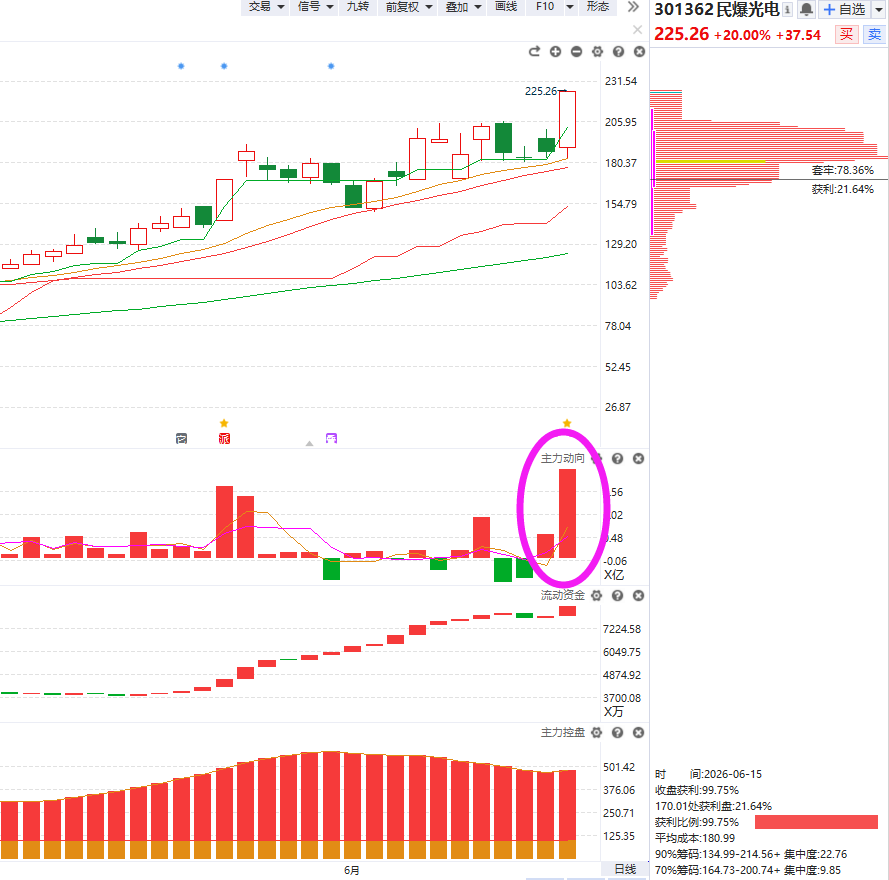 交易 信号 九转 前复权 叠加 画线 F10 形态
301362 民爆光电 自选
225.26 +20.00% +37.54 买 卖
231.54
225.26
205.95
180.37
154.79
129.20
103.62
78.04
52.45
26.87
套牢:78.36%
获利:21.64%
派
主力动向
.56
.02
0.48
-0.06
X亿
流动资金
7224.58
6049.75
4874.92
3700.08
X万
主力控盘
501.42
376.06
250.71
125.35
6月
日线
时 间:2026-06-15
收盘获利:99.75%
170.01处获利盘:21.64%
获利比例:99.75%
平均成本:180.99
90%筹码:134.99-214.56+ 集中度:22.76
70%筹码:164.73-200.74+ 集中度:9.85